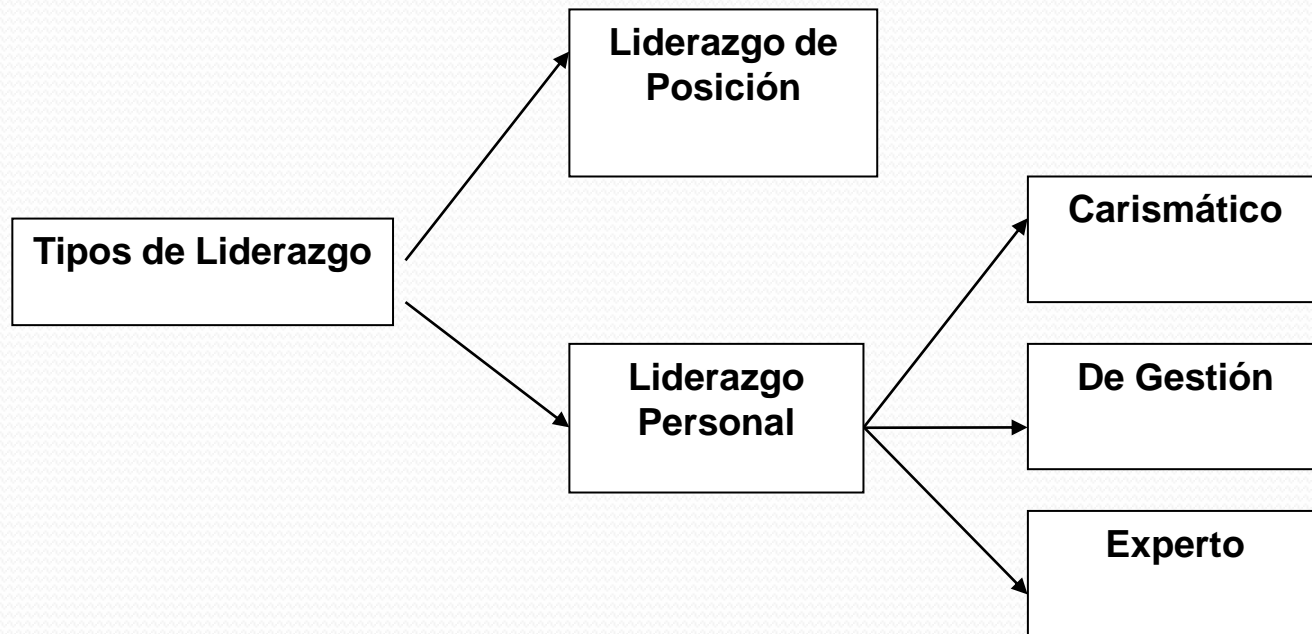 Liderazgo de
Posición
Tipos de Liderazgo
Liderazgo
Personal
Carismático
De Gestión
Experto